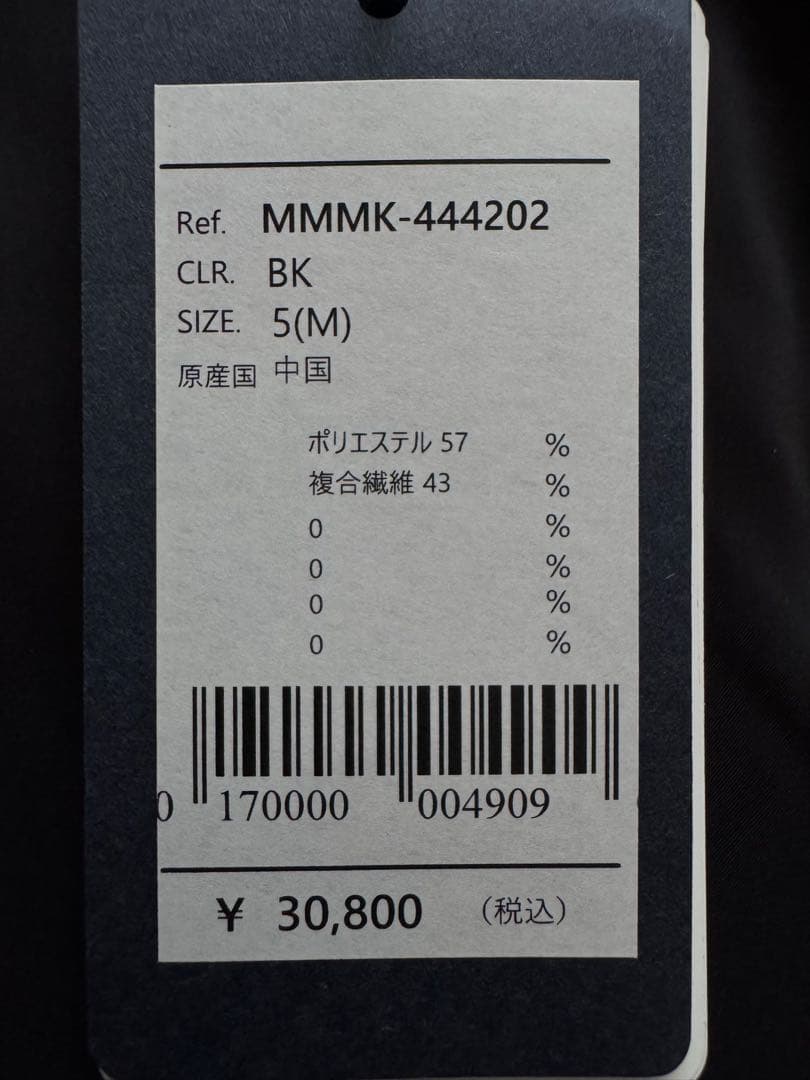 Ref. MMMK-444202
CLR. BK
SIZE. 5(M)
原産国 中国
ポリエステル 57 %
複合繊維 43 %
0 %
0 %
0 %
0 %
0 170000 004909
¥ 30,800 (税込)